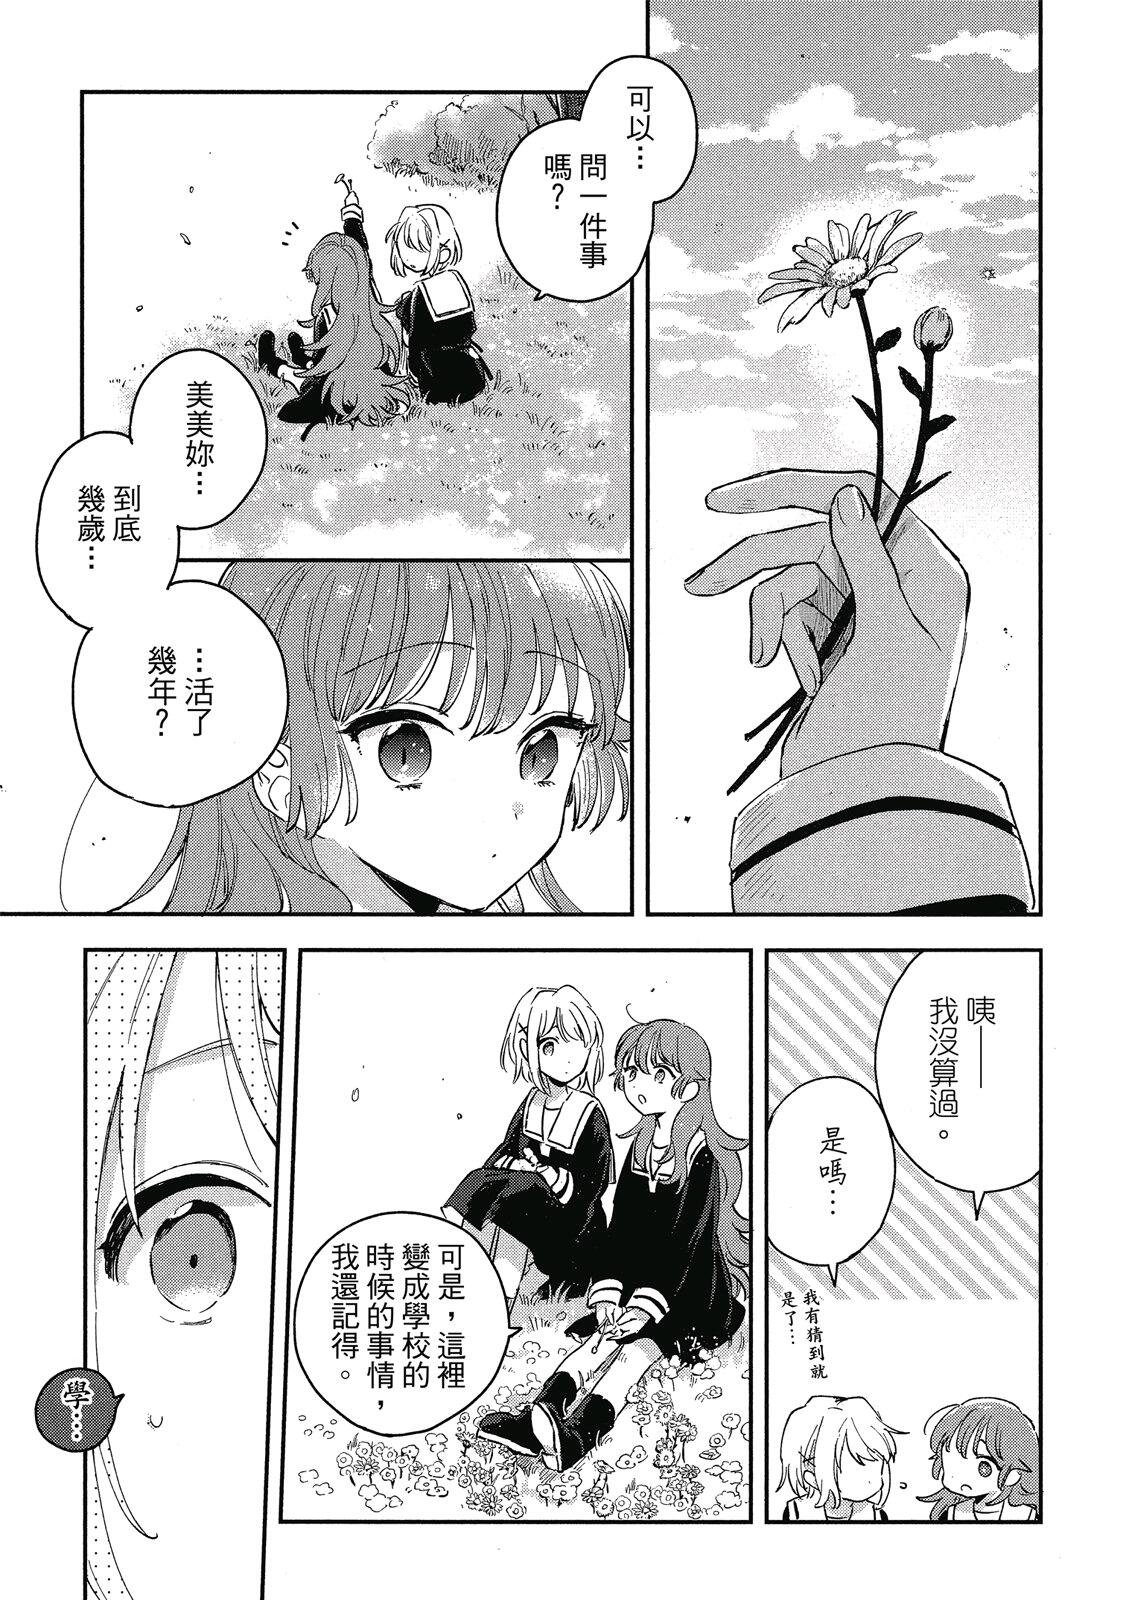 可以…
問一件事
嗎？
美美妳…
到底
幾歲…
…活了
幾年？
咦——
我沒算過。
是嗎…
我有猜到就
是了…
可是，這裡
變成學校的
時候的事情，
我還記得。
學…